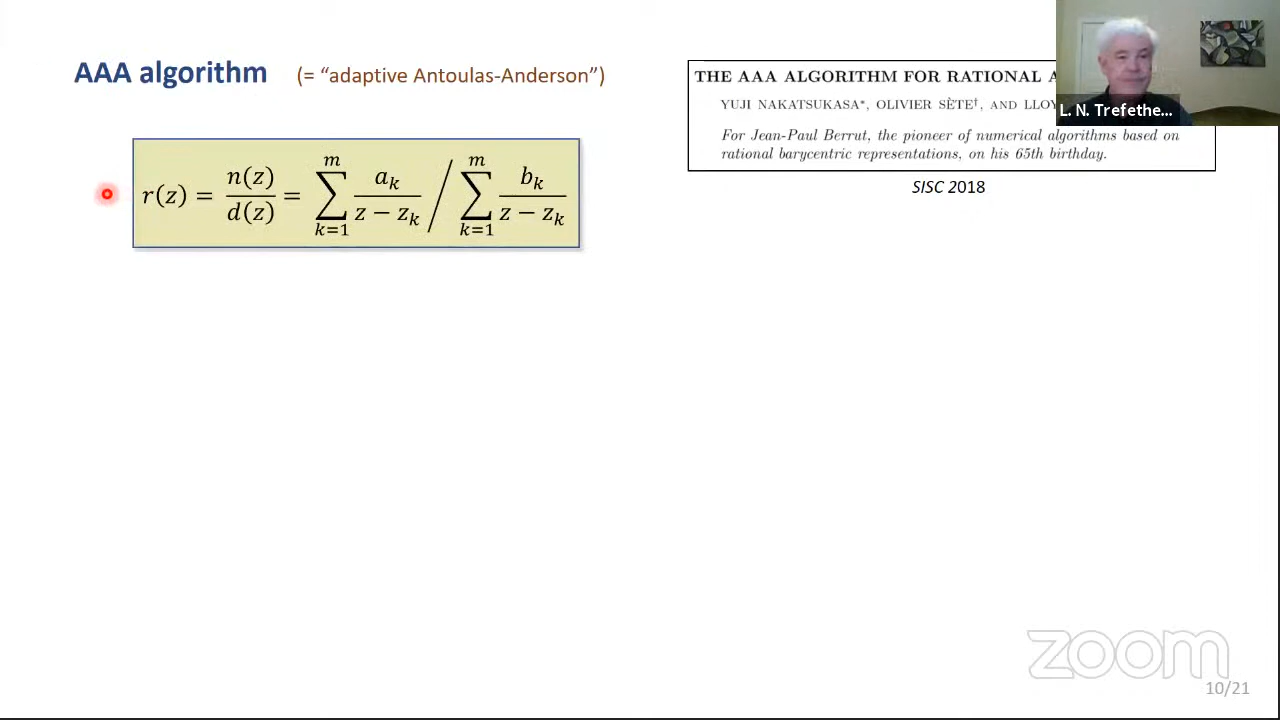 AAA algorithm (= “adaptive Antoulas-Anderson”)
THE AAA ALGORITHM FOR RATIONAL A
YUJI NAKATSUKASA*, OLIVIER SÈTE†, AND LLOY
For Jean-Paul Berrut, the pioneer of numerical algorithms based on
rational barycentric representations, on his 65th birthday.
SISC 2018
L. N. Trefethe...
r(z) = n(z)/d(z) = ∑_{k=1}^{m} a_k/(z − z_k) / ∑_{k=1}^{m} b_k/(z − z_k)
zoom
10/21